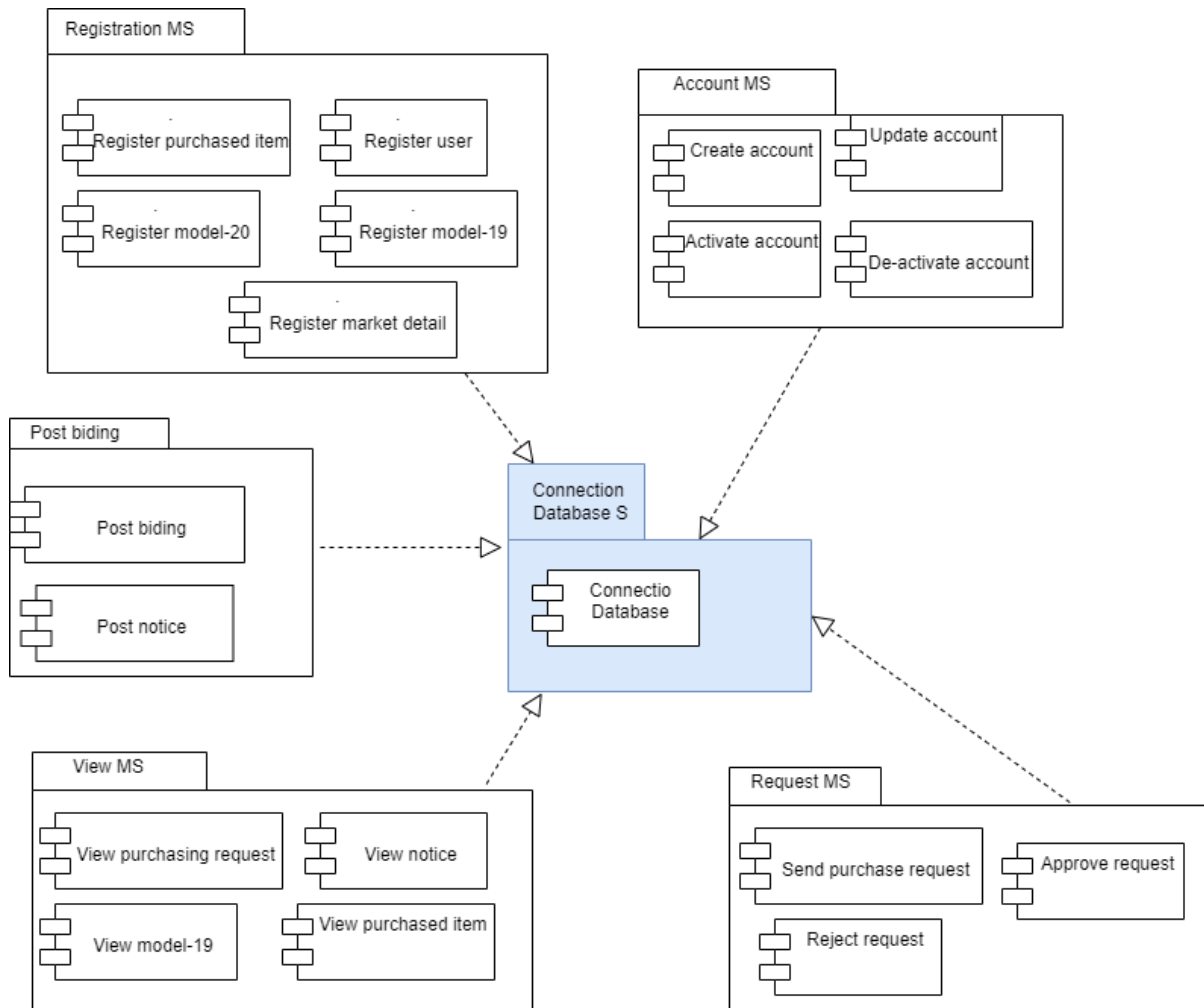 Registration MS
Register purchased item
Register user
Register model-20
Register model-19
Register market detail
Account MS
Create account
Update account
Activate account
De-activate account
Post biding
Post biding
Post notice
Connection
Database S
Connectio
Database
View MS
View purchasing request
View notice
View model-19
View purchased item
Request MS
Send purchase request
Approve request
Reject request